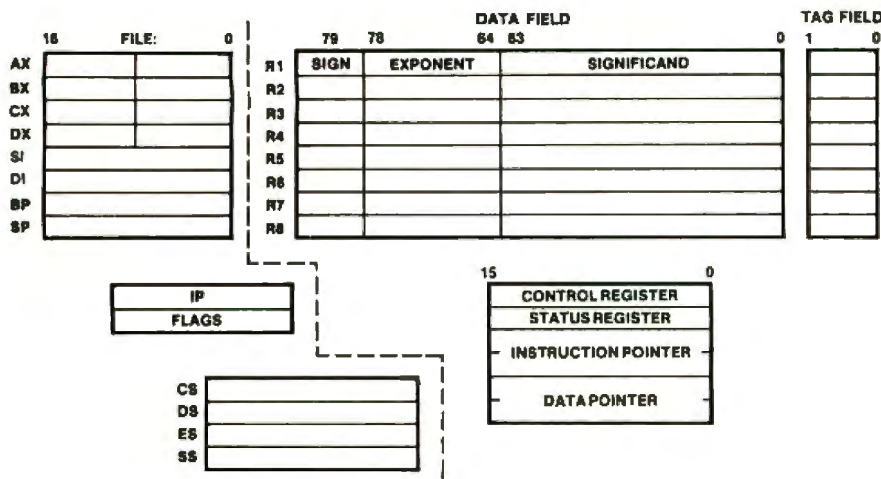 DATA FIELD
TAG FIELD
16 FILE: 0
79 78 64 63 0
1 0
AX
BX
CX
DX
SI
DI
BP
SP
R1 SIGN EXPONENT SIGNIFICAND
R2
R3
R4
R5
R6
R7
R8
IP
FLAGS
15 0
CONTROL REGISTER
STATUS REGISTER
INSTRUCTION POINTER
DATA POINTER
CS
DS
ES
SS